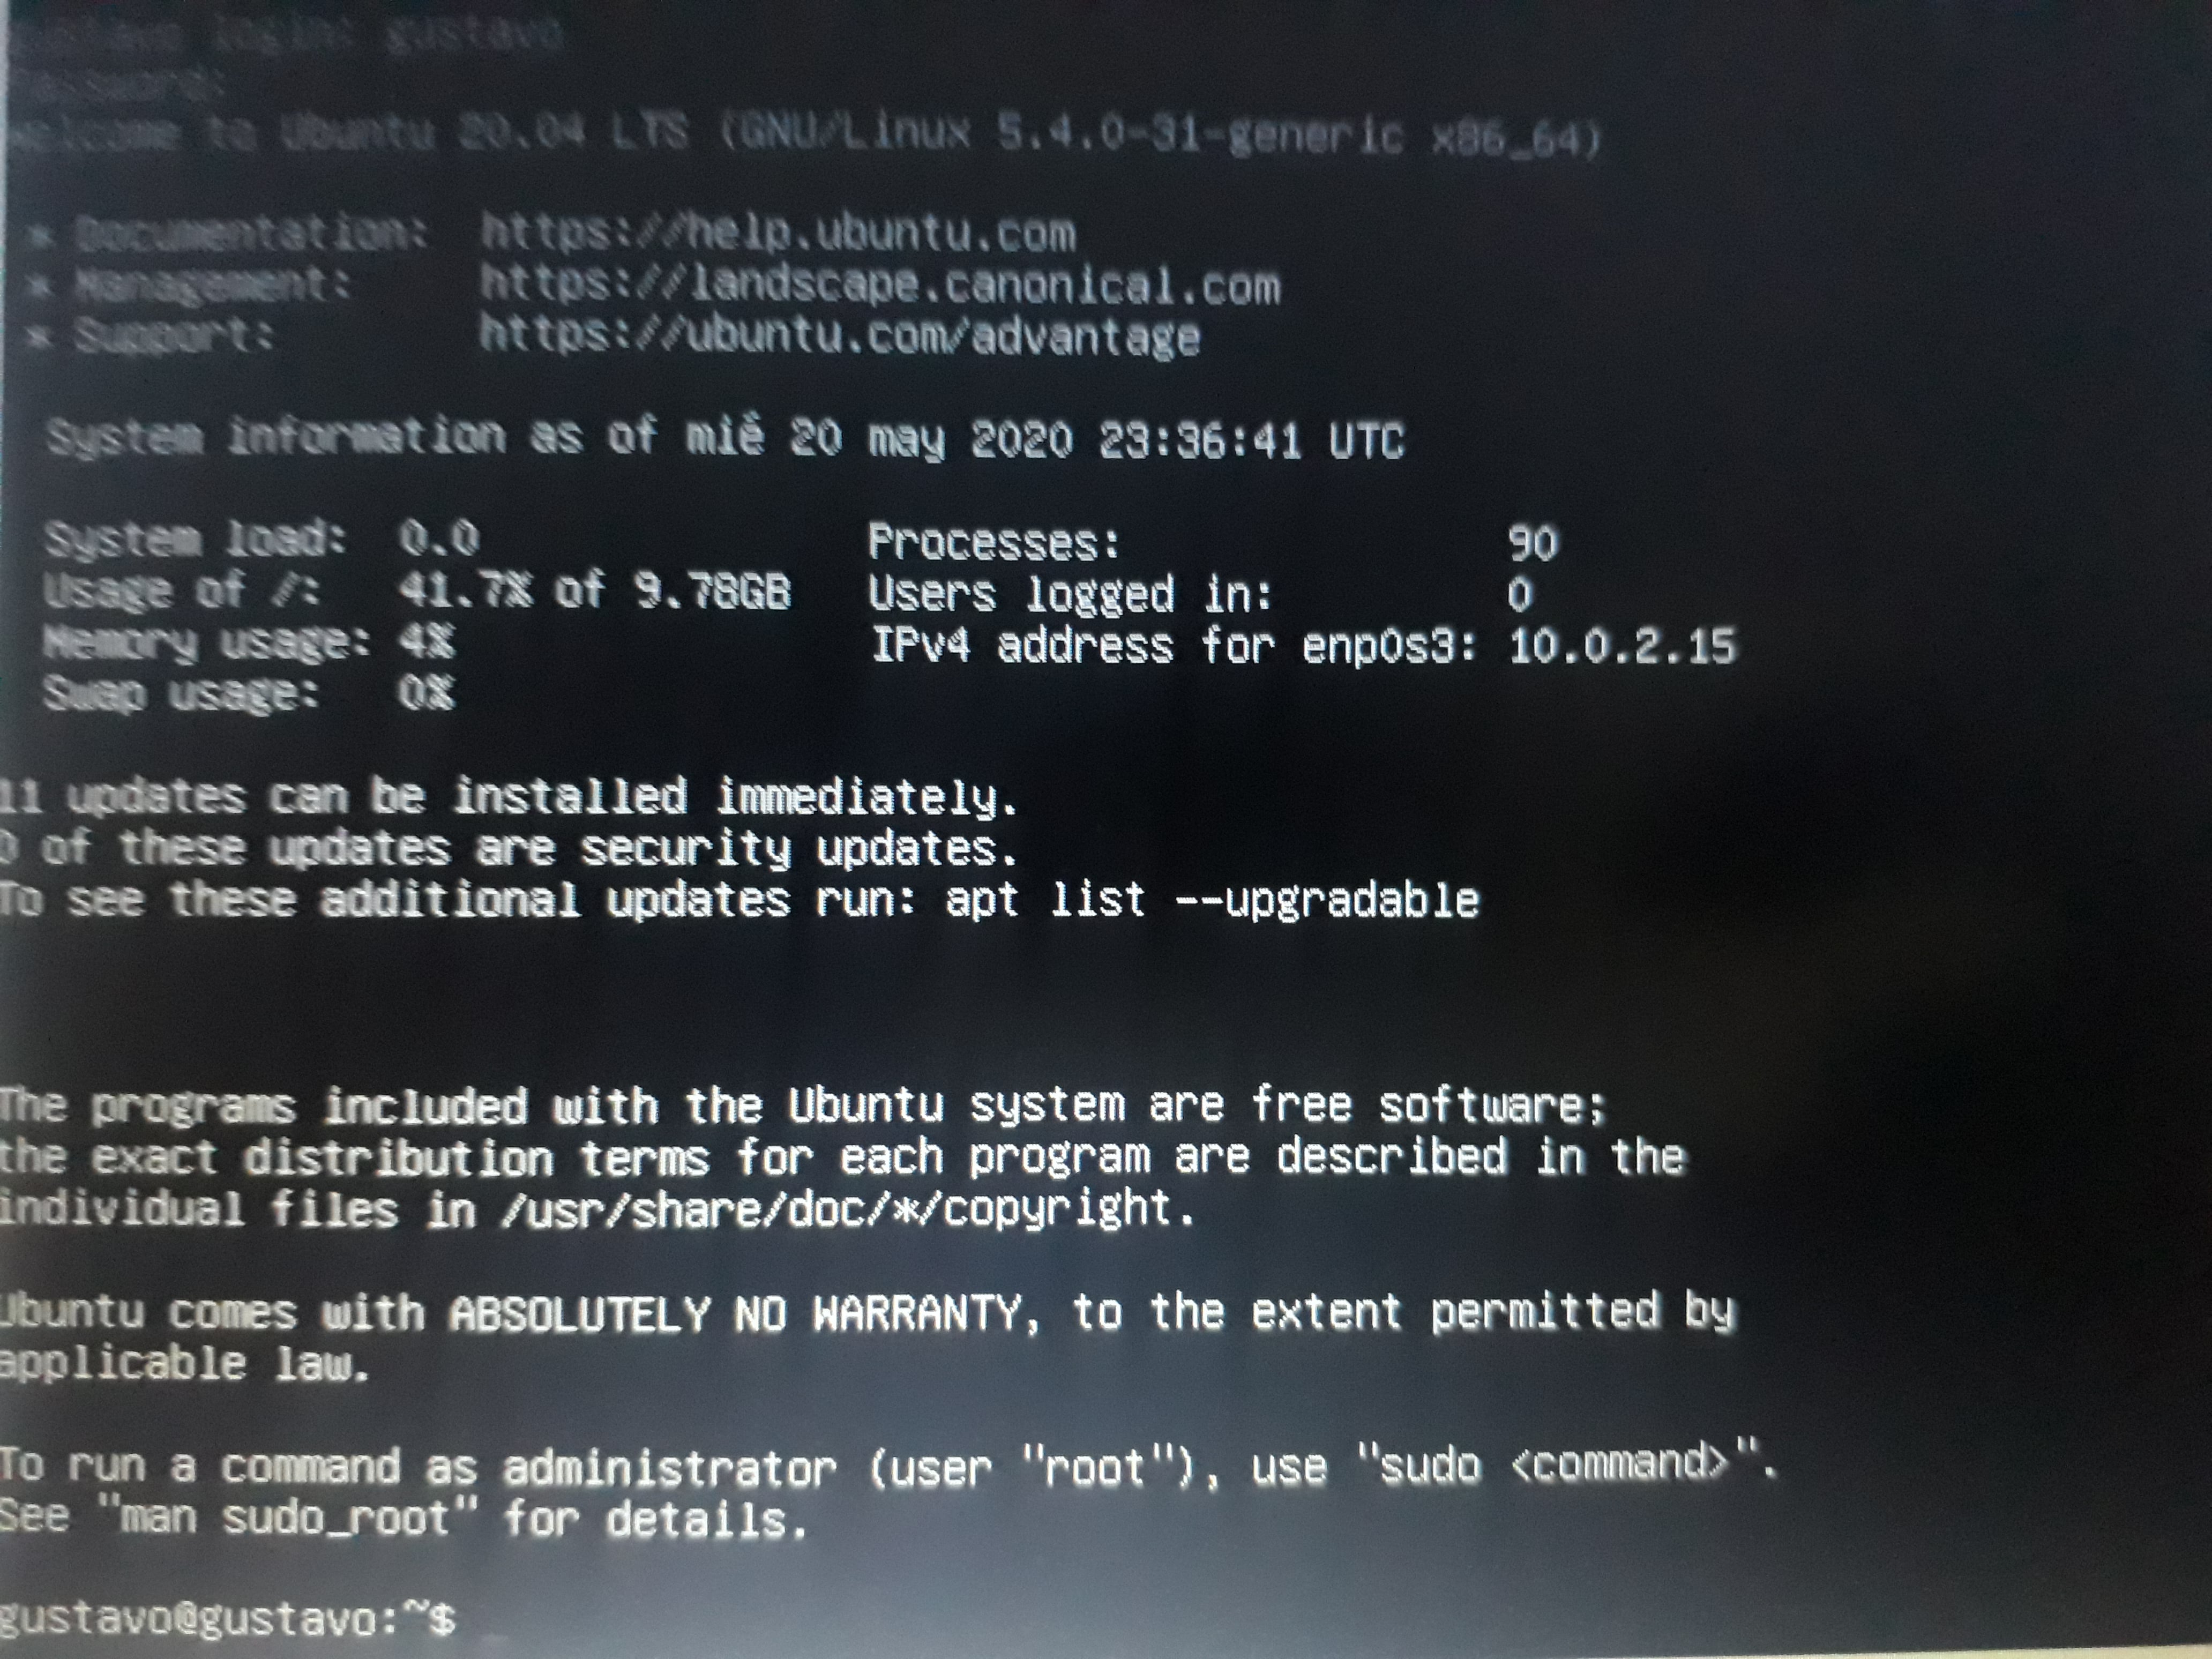 gustavo login: gustavo
Password:
Welcome to Ubuntu 20.04 LTS (GNU/Linux 5.4.0-31-generic x86_64)
* Documentation: https://help.ubuntu.com
* Management: https://landscape.canonical.com
* Support: https://ubuntu.com/advantage
System information as of mié 20 may 2020 23:36:41 UTC
System load: 0.0 Processes: 90
Usage of /: 41.7% of 9.78GB Users logged in: 0
Memory usage: 4% IPv4 address for enp0s3: 10.0.2.15
Swap usage: 0%
11 updates can be installed immediately.
0 of these updates are security updates.
To see these additional updates run: apt list --upgradable
The programs included with the Ubuntu system are free software;
the exact distribution terms for each program are described in the
individual files in /usr/share/doc/*/copyright.
Ubuntu comes with ABSOLUTELY NO WARRANTY, to the extent permitted by
applicable law.
To run a command as administrator (user "root"), use "sudo <command>".
See "man sudo_root" for details.
gustavo@gustavo:~$